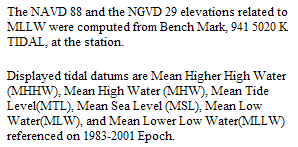 The NAVD 88 and the NGVD 29 elevations related to
MLLW were computed from Bench Mark, 941 5020 K
TIDAL, at the station.
Displayed tidal datums are Mean Higher High Water
(MHHW), Mean High Water (MHW), Mean Tide
Level(MTL), Mean Sea Level (MSL), Mean Low
Water(MLW), and Mean Lower Low Water(MLLW)
referenced on 1983-2001 Epoch.